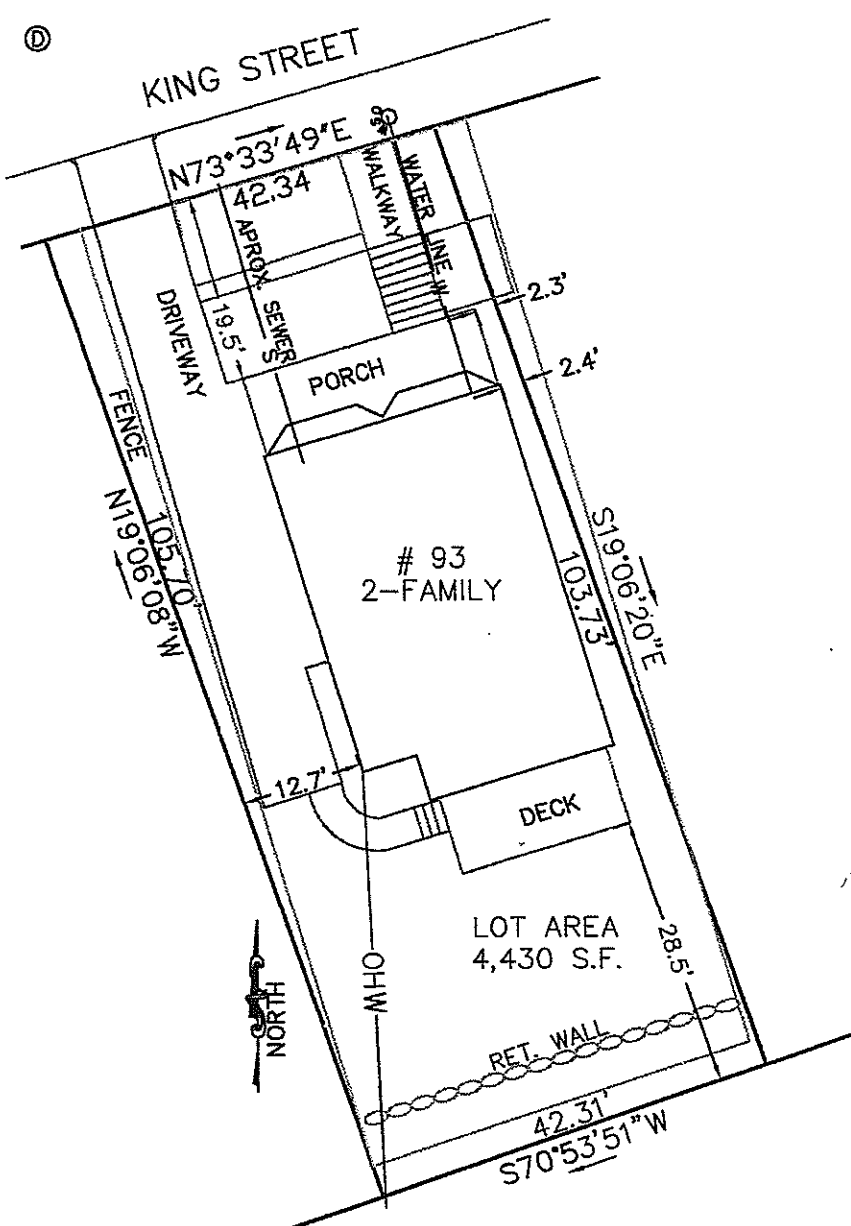 D
KING STREET
N73°33'49"E
42.34
WALKWAY
WATER LINE W
APROX. SEWER S
19.5'
DRIVEWAY
2.3'
PORCH
2.4'
FENCE
N19°06'08"W
105.70'
# 93
2-FAMILY
S19°06'20"E
103.73'
12.7'
DECK
LOT AREA
4,430 S.F.
28.5'
OHW
NORTH
RET. WALL
42.31'
S70°53'51"W